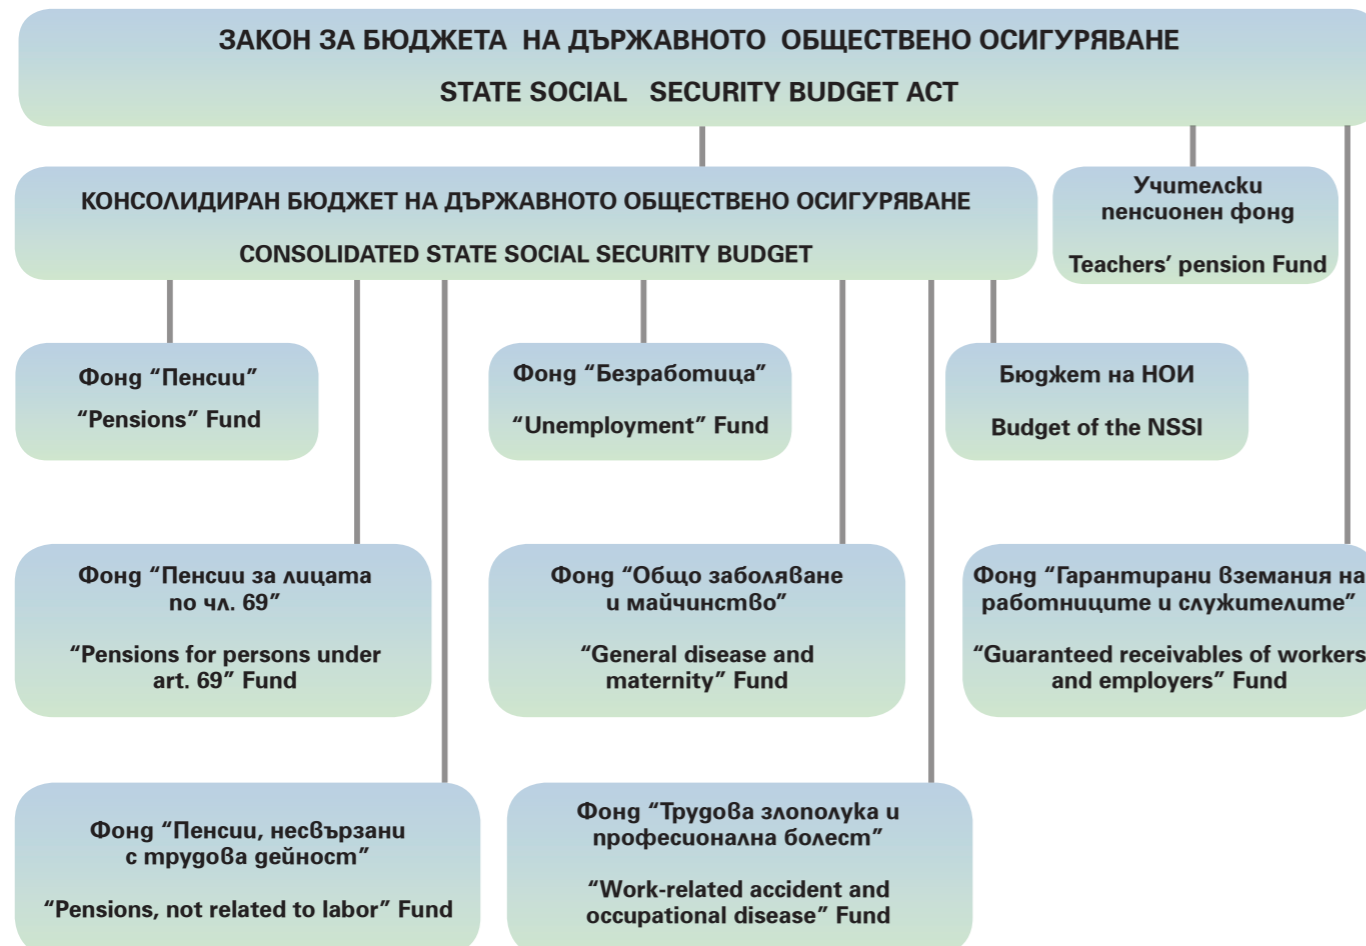 ЗАКОН ЗА БЮДЖЕТА НА ДЪРЖАВНОТО ОБЩЕСТВЕНО ОСИГУРЯВАНЕ
STATE SOCIAL SECURITY BUDGET ACT
КОНСОЛИДИРАН БЮДЖЕТ НА ДЪРЖАВНОТО ОБЩЕСТВЕНО ОСИГУРЯВАНЕ
CONSOLIDATED STATE SOCIAL SECURITY BUDGET
Учителски
пенсионен фонд
Teachers’ pension Fund
Фонд “Пенсии”
“Pensions” Fund
Фонд “Безработица”
“Unemployment” Fund
Бюджет на НОИ
Budget of the NSSI
Фонд “Пенсии за лицата
по чл. 69”
“Pensions for persons under
art. 69” Fund
Фонд “Общо заболяване
и майчинство”
“General disease and
maternity” Fund
Фонд “Гарантирани вземания на
работниците и служителите”
“Guaranteed receivables of workers
and employers” Fund
Фонд “Пенсии, несвързани
с трудова дейност”
“Pensions, not related to labor” Fund
Фонд “Трудова злополука и
професионална болест”
“Work-related accident and
occupational disease” Fund